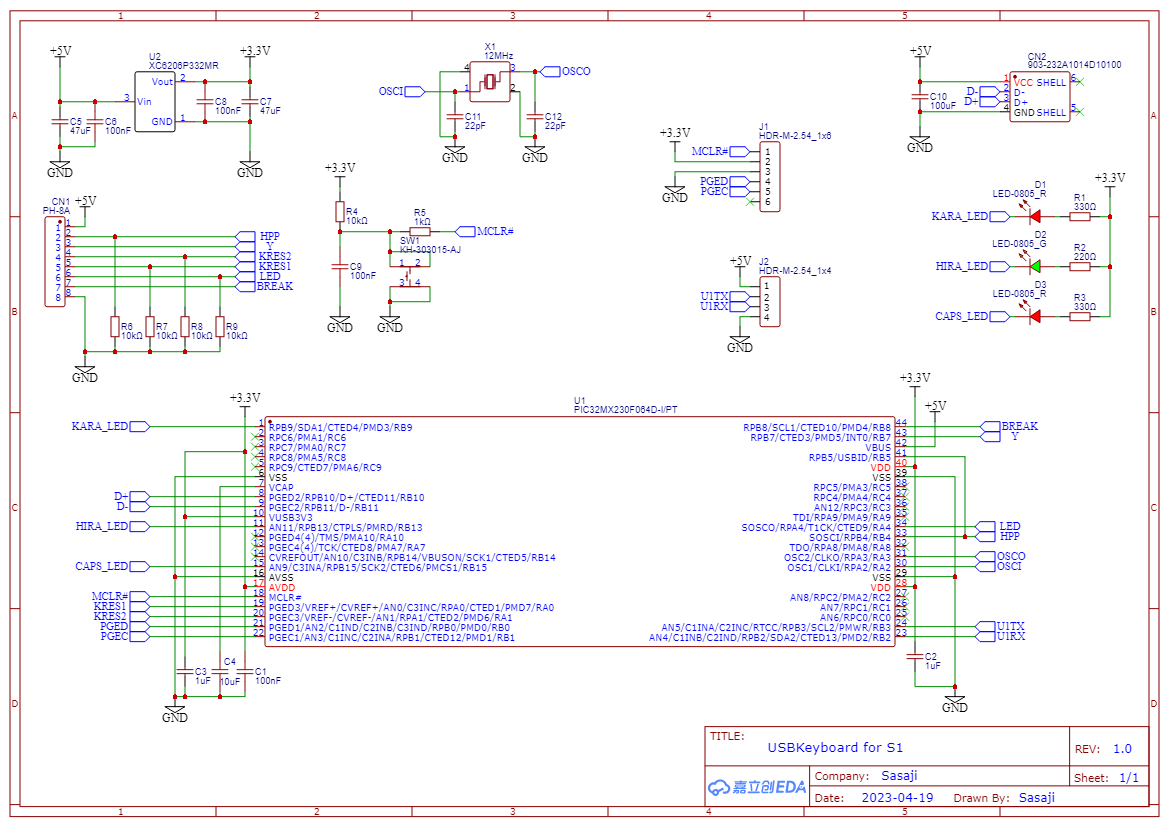 1 2 3 4 5
A B C D
+5V
U2
XC6206P332MR
+3.3V
Vout 2
3 Vin
GND 1
C5
47uF
C6
100nF
C8
100nF
C7
47uF
GND
GND
X1
12MHz
4 3
1 2
OSCI
OSCO
C11
22pF
C12
22pF
GND
GND
+5V
CN2
903-232A1014D10100
C10
100uF
D-
D+
1 VCC SHELL 6
2 D-
3 D+
4 GND SHELL 5
GND
J1
HDR-M-2.54_1x6
+3.3V
MCLR#
PGED
PGEC
1
2
3
4
5
6
GND
CN1
PH-8A
+5V
1
2
3
4
5
6
7
8
1
2
3
4
5
6
7
8
HPP
Y
KRES2
KRES1
LED
BREAK
R6
10kΩ
R7
10kΩ
R8
10kΩ
R9
10kΩ
GND
+3.3V
R4
10kΩ
R5
1kΩ
MCLR#
SW1
KH-303015-AJ
1 2
3 4
C9
100nF
GND
GND
J2
HDR-M-2.54_1x4
+5V
U1TX
U1RX
1
2
3
4
GND
+3.3V
D1
LED-0805_R
R1
330Ω
KARA_LED
D2
LED-0805_G
R2
220Ω
HIRA_LED
D3
LED-0805_R
R3
330Ω
CAPS_LED
U1
PIC32MX230F064D-I/PT
+3.3V
+3.3V
+5V
KARA_LED
D+
D-
HIRA_LED
CAPS_LED
MCLR#
KRES1
KRES2
PGED
PGEC
1 RPB9/SDA1/CTED4/PMD3/RB9
2 RPC6/PMA1/RC6
3 RPC7/PMA0/RC7
4 RPC8/PMA5/RC8
5 RPC9/CTED7/PMA6/RC9
6 VSS
7 VCAP
8 PGED2/RPB10/D+/CTED11/RB10
9 PGEC2/RPB11/D-/RB11
10 VUSB3V3
11 AN11/RPB13/CTPLS/PMRD/RB13
12 PGED4(4)/TMS/PMA10/RA10
13 PGEC4(4)/TCK/CTED8/PMA7/RA7
14 CVREFOUT/AN10/C3INB/RPB14/VBUSON/SCK1/CTED5/RB14
15 AN9/C3INA/RPB15/SCK2/CTED6/PMCS1/RB15
16 AVSS
17 AVDD
18 MCLR#
19 PGED3/VREF+/CVREF+/AN0/C3INC/RPA0/CTED1/PMD7/RA0
20 PGEC3/VREF-/CVREF-/AN1/RPA1/CTED2/PMD6/RA1
21 PGED1/AN2/C1IND/C2INB/C3IND/RPB0/PMD0/RB0
22 PGEC1/AN3/C1INC/C2INA/RPB1/CTED12/PMD1/RB1
RPB8/SCL1/CTED10/PMD4/RB8 44
RPB7/CTED3/PMD5/INT0/RB7 43
VBUS 42
RPB5/USBID/RB5 41
VDD 40
VSS 39
RPC5/PMA3/RC5 38
RPC4/PMA4/RC4 37
AN12/RPC3/RC3 36
TDI/RPA9/PMA9/RA9 35
SOSCO/RPA4/T1CK/CTED9/RA4 34
SOSCI/RPB4/RB4 33
TDO/RPA8/PMA8/RA8 32
OSC2/CLKO/RPA3/RA3 31
OSC1/CLKI/RPA2/RA2 30
VSS 29
VDD 28
AN8/RPC2/PMA2/RC2 27
AN7/RPC1/RC1 26
AN6/RPC0/RC0 25
AN5/C1INA/C2INC/RTCC/RPB3/SCL2/PMWR/RB3 24
AN4/C1INB/C2IND/RPB2/SDA2/CTED13/PMD2/RB2 23
BREAK
Y
LED
HPP
OSCO
OSCI
U1TX
U1RX
C3
1uF
C4
10uF
C1
100nF
GND
C2
1uF
GND
TITLE:
USBKeyboard for S1
REV: 1.0
嘉立创EDA
Company: Sasaji
Sheet: 1/1
Date: 2023-04-19 Drawn By: Sasaji
A B C D
1 2 3 4 5